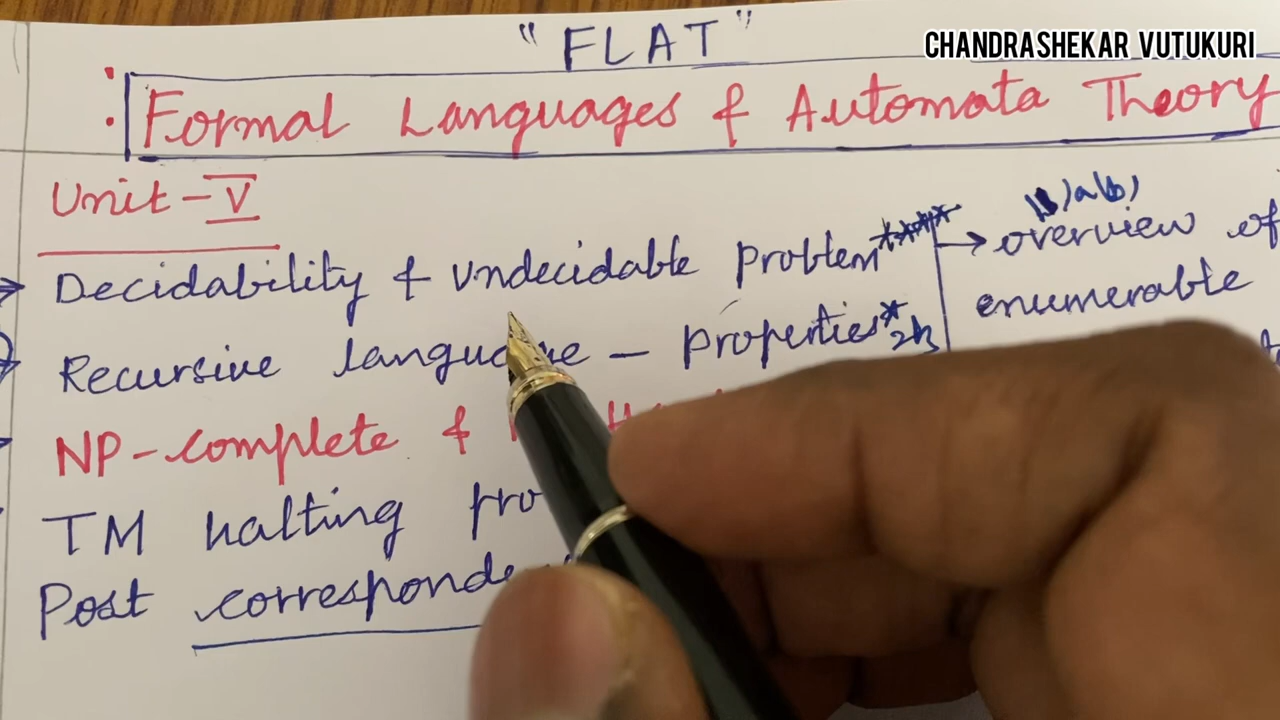 "FLAT"
CHANDRASHEKAR VUTUKURI
: Formal Languages & Automata Theory
Unit - V
→ Decidability & Undecidable Problem****
→ overview of
enumerable
Recursive language – Properties*
NP-complete &
TM halting
Post